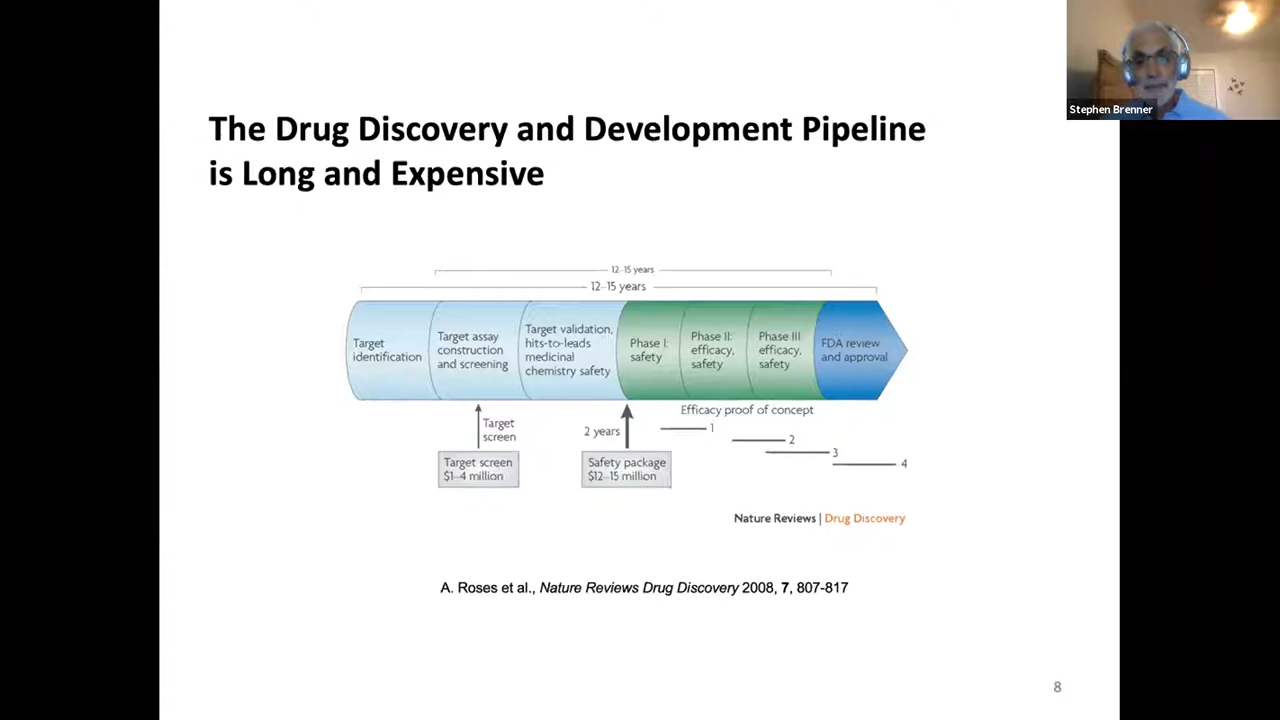 Stephen Brenner
The Drug Discovery and Development Pipeline
is Long and Expensive
12–15 years
12–15 years
Target
identification
Target assay
construction
and screening
Target validation,
hits-to-leads
medicinal
chemistry safety
Phase I:
safety
Phase II:
efficacy,
safety
Phase III
efficacy,
safety
FDA review
and approval
Efficacy proof of concept
1
2
3
4
Target
screen
2 years
Target screen
$1–4 million
Safety package
$12–15 million
Nature Reviews | Drug Discovery
A. Roses et al., Nature Reviews Drug Discovery 2008, 7, 807-817
8